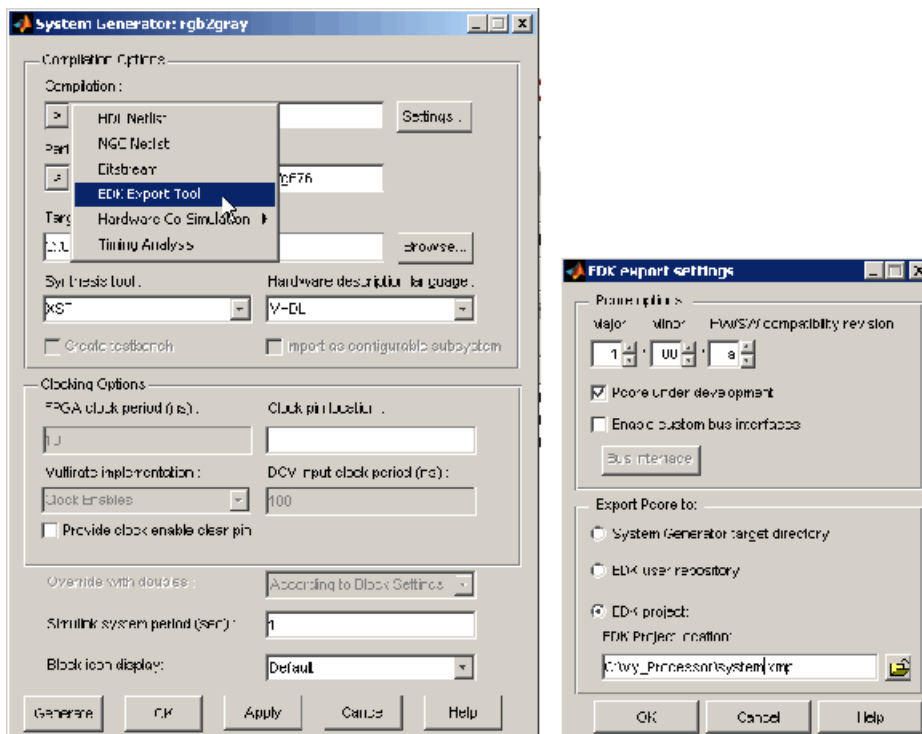 System Generator: rgb2gray
Compilation Options
Compilation :
> Settings...
HDL Netlist
NGC Netlist
Bitstream
EDK Export Tool
Hardware Co-Simulation
Timing Analysis
Part
Browse...
Synthesis tool : Hardware description language :
XST VHDL
Create testbench Import as configurable subsystem
Clocking Options
FPGA clock period (ns) : Clock pin location :
10
Multirate implementation : DCM input clock period (ns) :
Clock Enables 100
Provide clock enable clear pin
Override with doubles : According to Block Settings
Simulink system period (sec) : 1
Block icon display: Default
Generate OK Apply Cancel Help
EDK export settings
Pcore options
Major Minor HW/SW compatibility revision
1 . 00 . a
Pcore under development
Enable custom bus interfaces
Bus Interface
Export Pcore to:
System Generator target directory
EDK user repository
EDK project:
EDK Project location:
C:\My_Processor\system.xmp
OK Cancel Help